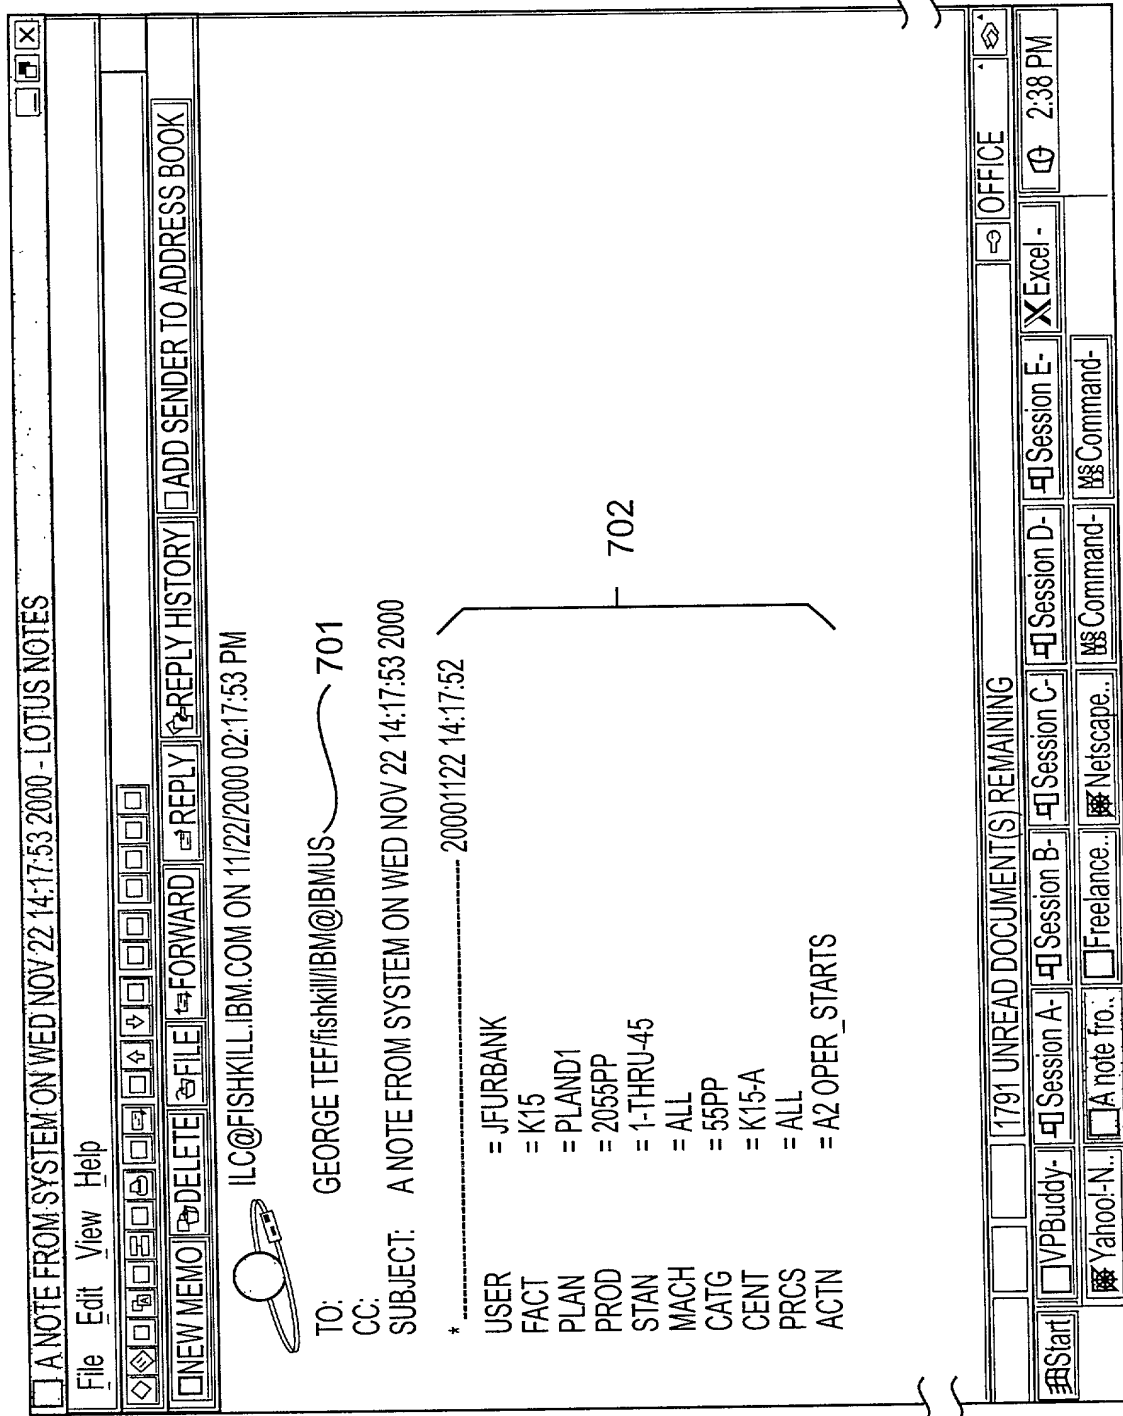 A NOTE FROM SYSTEM ON WED NOV 22 14:17:53 2000 - LOTUS NOTES
File Edit View Help
NEW MEMO DELETE FILE FORWARD REPLY REPLY HISTORY ADD SENDER TO ADDRESS BOOK
ILC@FISHKILL.IBM.COM ON 11/22/2000 02:17:53 PM
TO: GEORGE TEF/fishkill/IBM@IBMUS 701
CC:
SUBJECT: A NOTE FROM SYSTEM ON WED NOV 22 14:17:53 2000
*---------------------------------- 20001122 14:17:52
USER = JFURBANK
FACT = K15
PLAN = PLAND1
PROD = 2055PP
STAN = 1-THRU-45
MACH = ALL
CATG = 55PP
CENT = K15-A
PRCS = ALL
ACTN = A2 OPER_STARTS
702
1791 UNREAD DOCUMENT(S) REMAINING OFFICE
Start VPBuddy- Session A- Session B- Session C- Session D- Session E- X Excel - 2:38 PM
Yahoo!-N.. A note fro.. Freelance... Netscape... MS DOS Command- MS DOS Command-